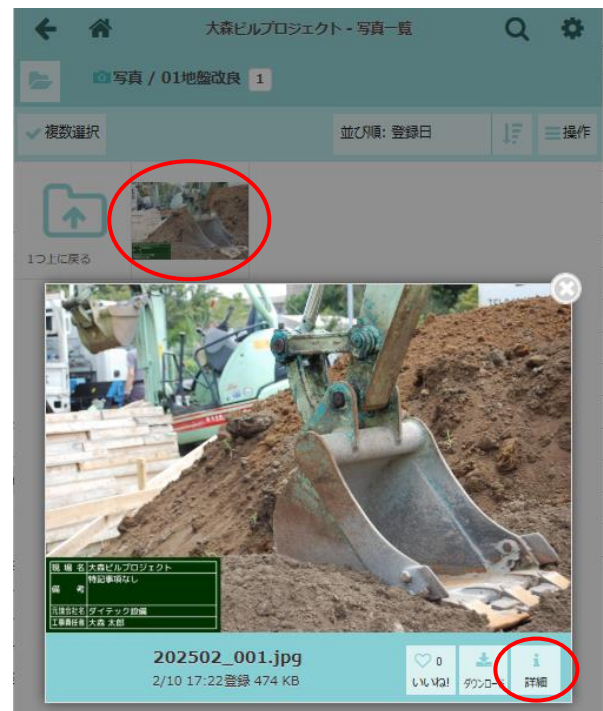 大森ビルプロジェクト - 写真一覧
写真 / 01地盤改良 1
複数選択
並び順: 登録日
操作
1つ上に戻る
現場名 大森ビルプロジェクト
備考 特記事項なし
元請会社名 ダイテック設備
工事責任者 大森 太郎
202502_001.jpg
2/10 17:22登録 474 KB
0
いいね!
ダウンロード
詳細